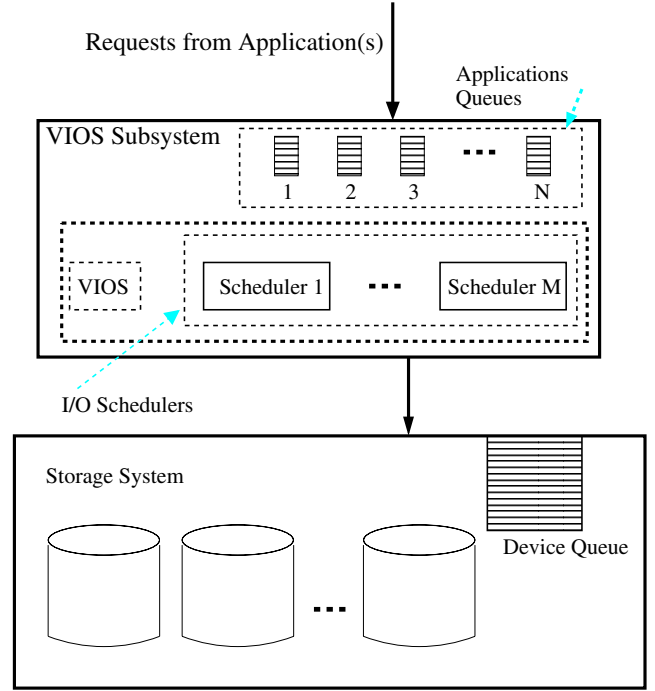 Requests from Application(s)
Applications
Queues
VIOS Subsystem
1 2 3 N
VIOS
Scheduler 1
Scheduler M
I/O Schedulers
Storage System
Device Queue